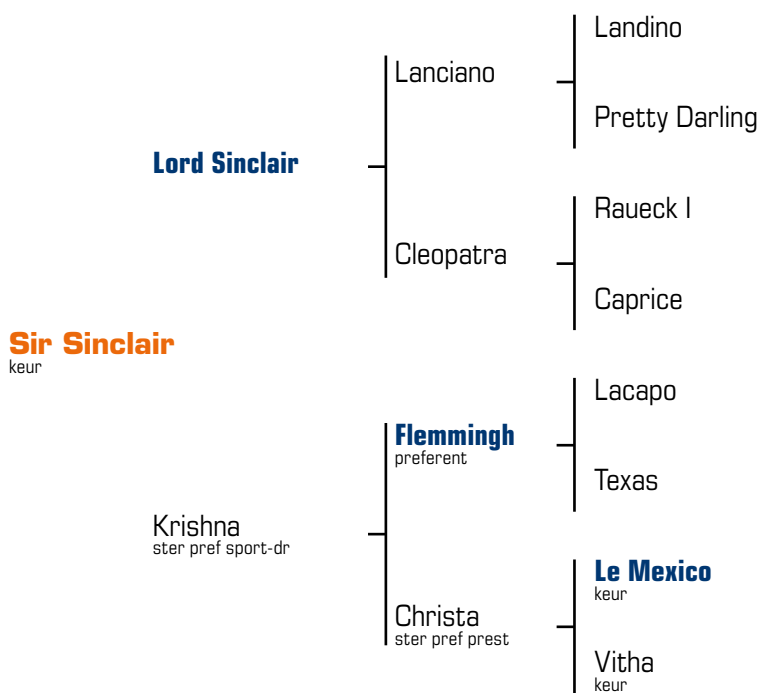 Landino
Lanciano
Pretty Darling
Lord Sinclair
Raueck I
Cleopatra
Caprice
Sir Sinclair
keur
Lacapo
Flemmingh
preferent
Texas
Krishna
ster pref sport-dr
Le Mexico
keur
Christa
ster pref prest
Vitha
keur